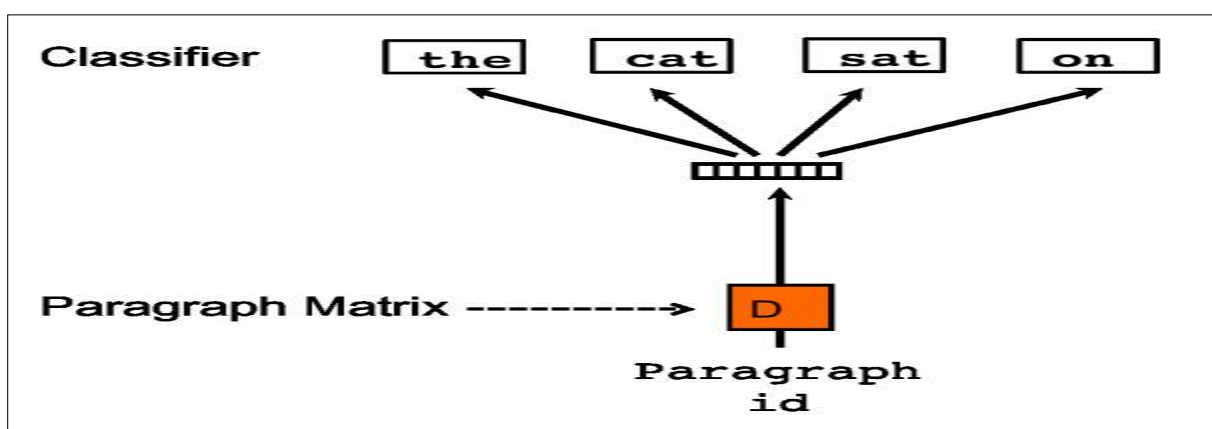 Classifier the cat sat on
Paragraph Matrix D
Paragraph
id